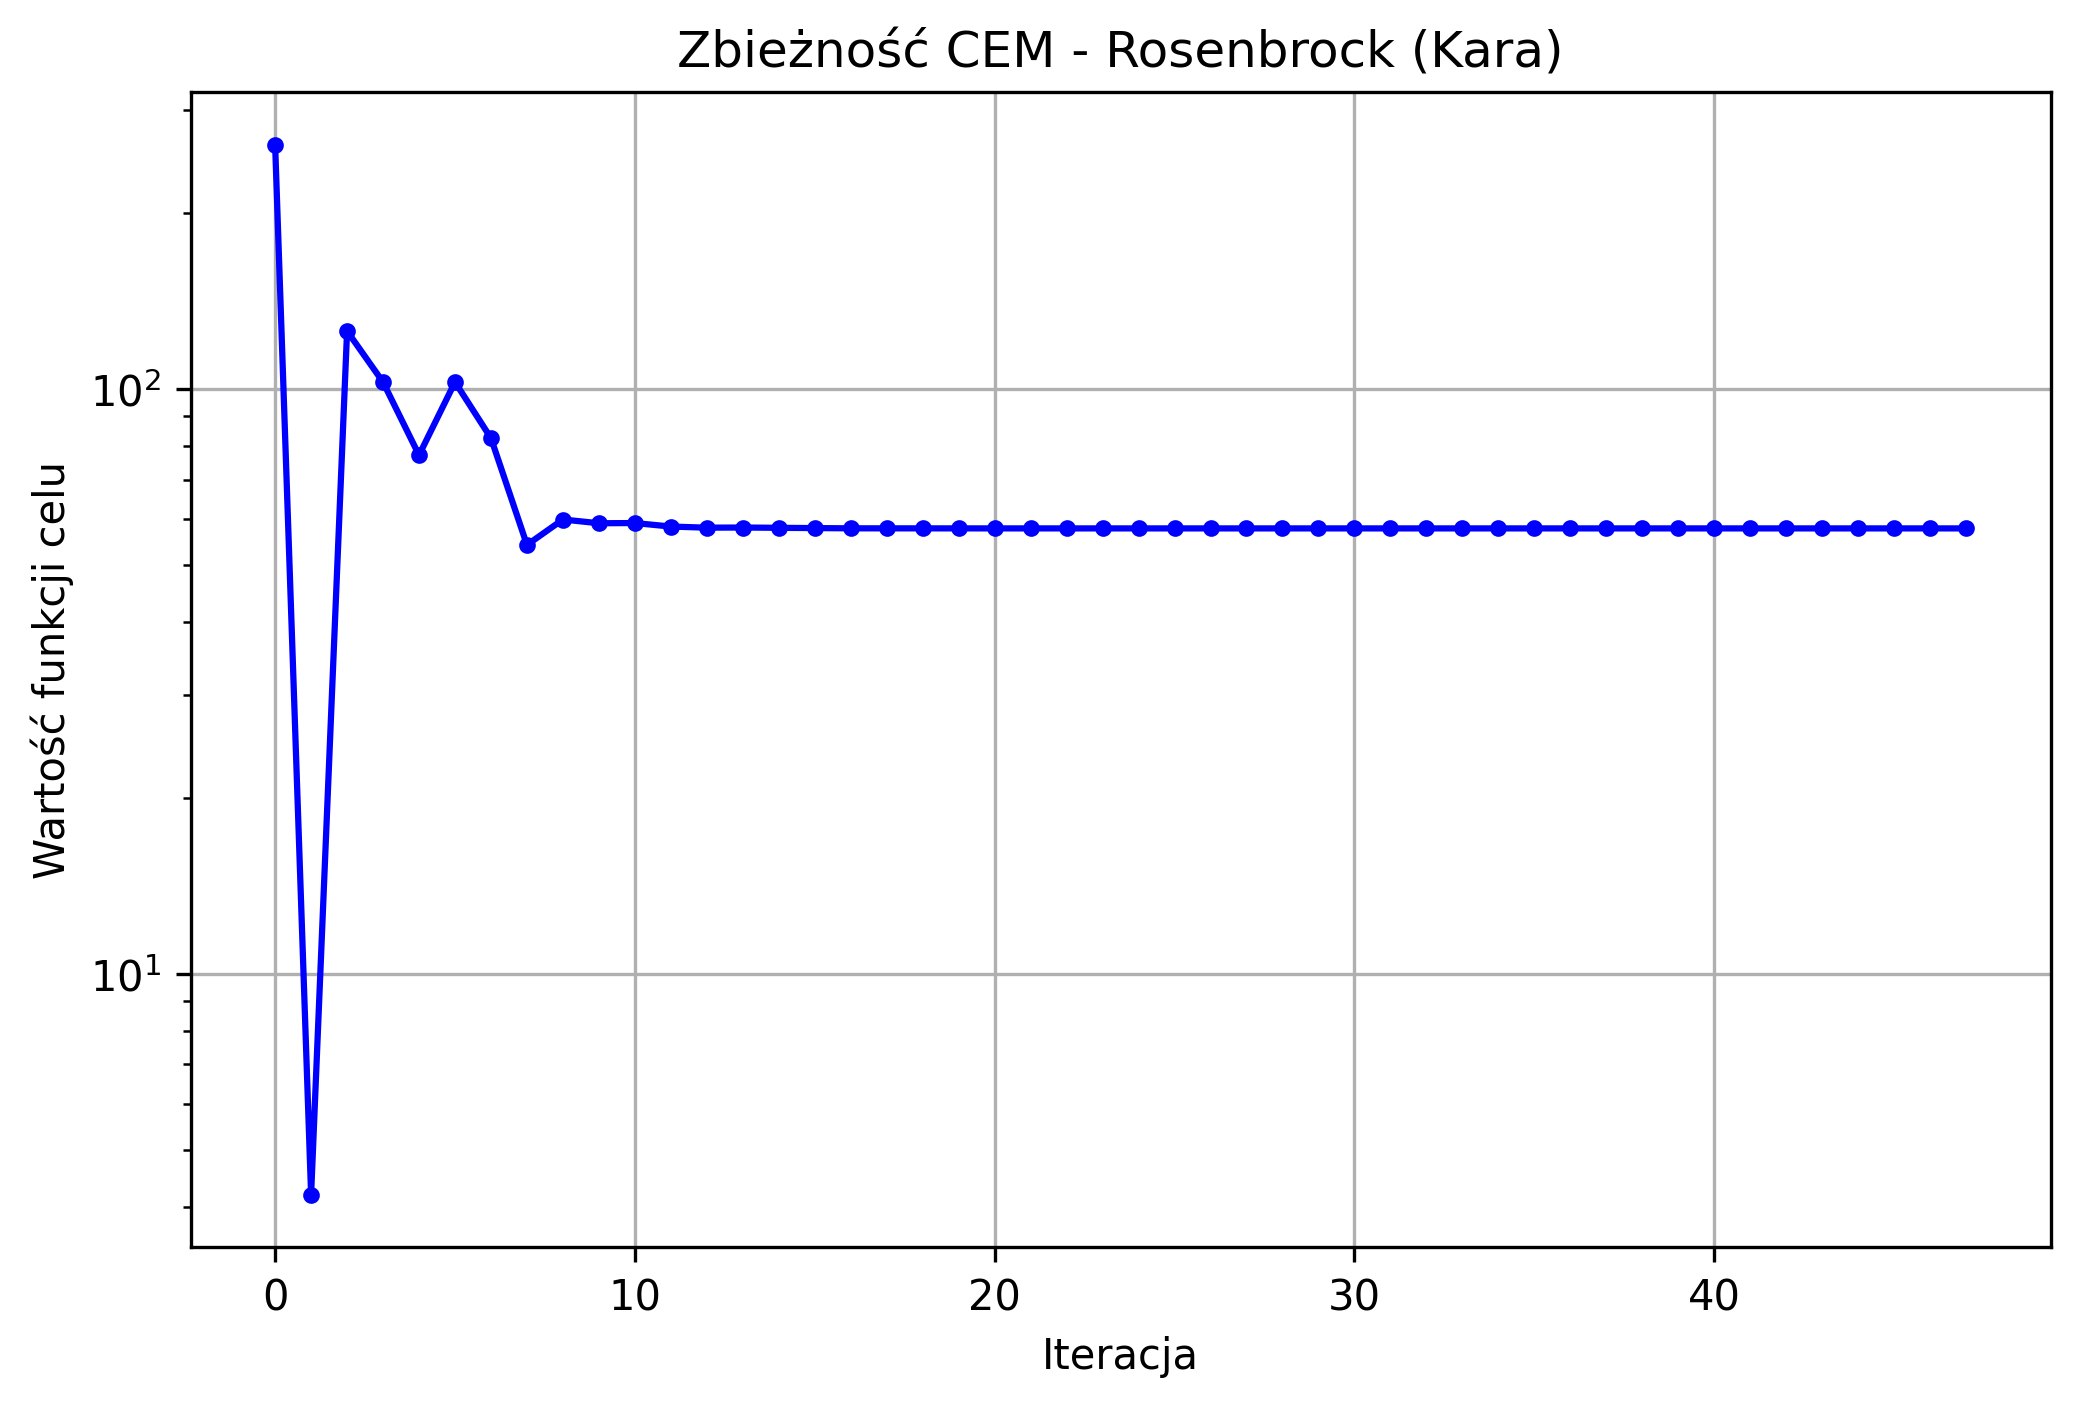 Zbieżność CEM - Rosenbrock (Kara)
Wartość funkcji celu
10²
10¹
0 10 20 30 40
Iteracja